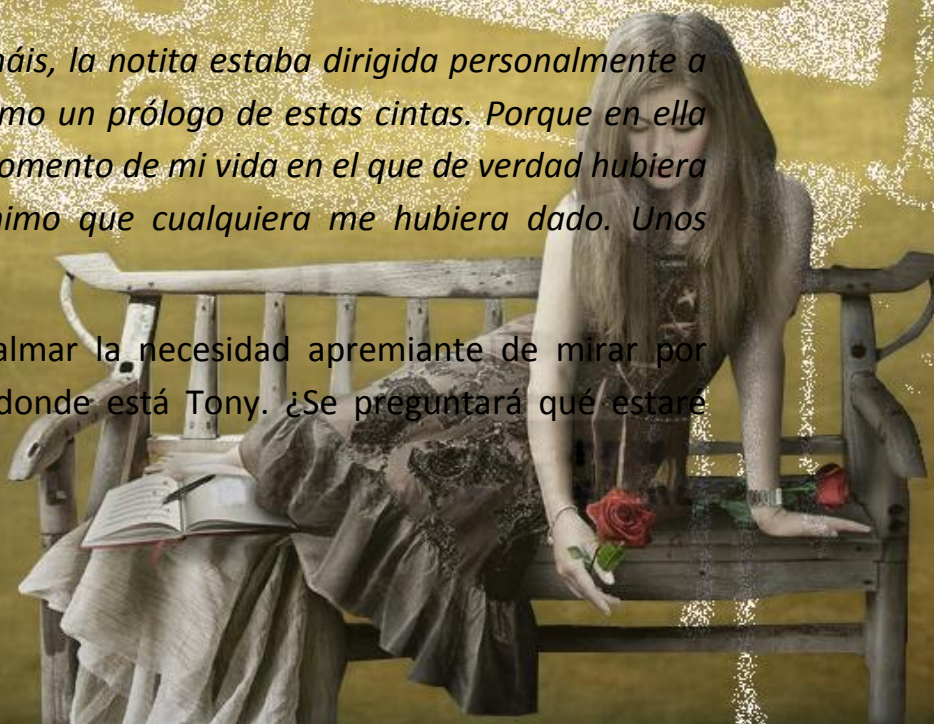 náis, la notita estaba dirigida personalmente a
mo un prólogo de estas cintas. Porque en ella
omento de mi vida en el que de verdad hubiera
nimo que cualquiera me hubiera dado. Unos
almar la necesidad apremiante de mirar por
donde está Tony. ¿Se preguntará qué estaré